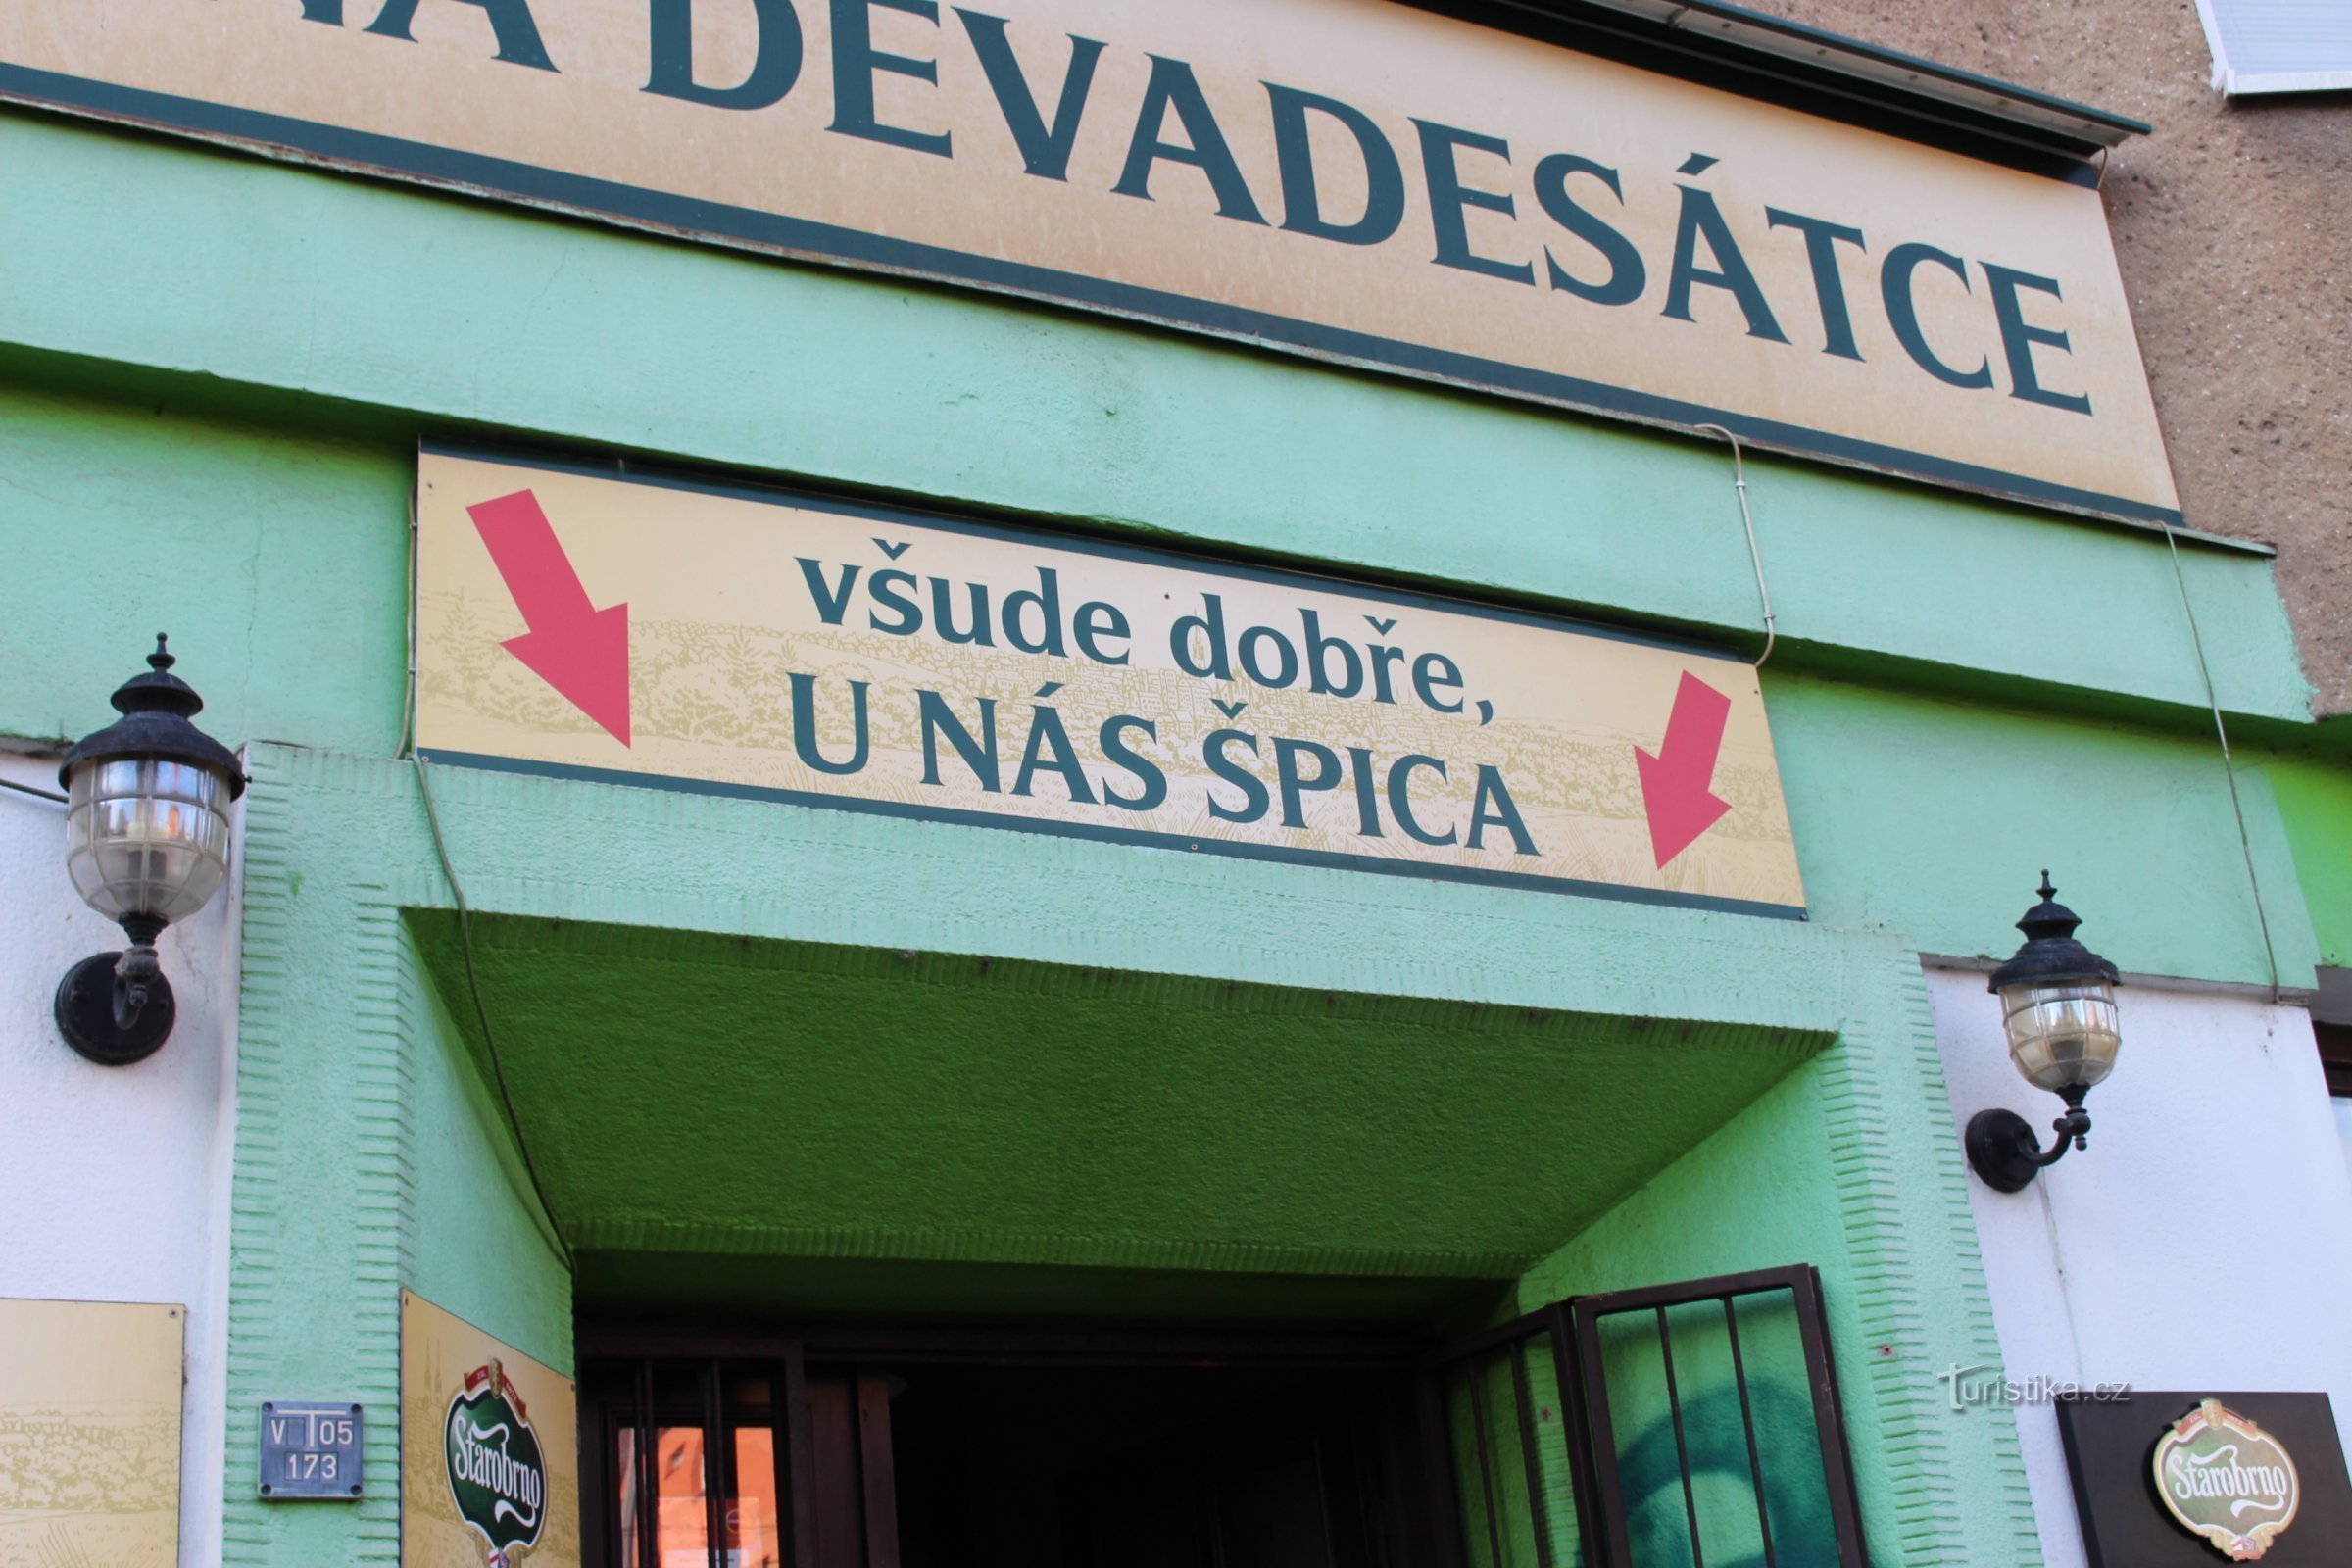 DEVADESÁTCE
všude dobře,
U NÁS ŠPICA
V T 05
173
Starobrno
Starobrno
Turistika.cz